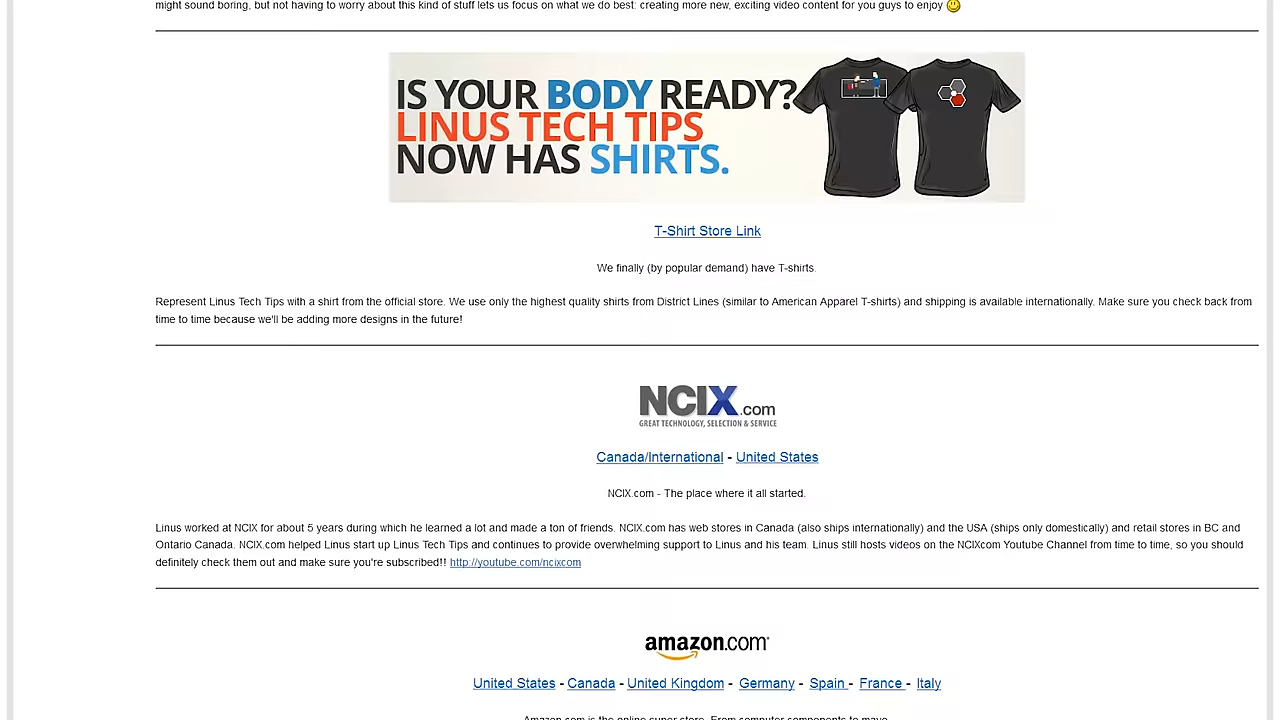 might sound boring, but not having to worry about this kind of stuff lets us focus on what we do best: creating more new, exciting video content for you guys to enjoy
IS YOUR BODY READY?
LINUS TECH TIPS
NOW HAS SHIRTS.
T-Shirt Store Link
We finally (by popular demand) have T-shirts.
Represent Linus Tech Tips with a shirt from the official store. We use only the highest quality shirts from District Lines (similar to American Apparel T-shirts) and shipping is available internationally. Make sure you check back from
time to time because we'll be adding more designs in the future!
NCIX.com
GREAT TECHNOLOGY, SELECTION & SERVICE
Canada/International - United States
NCIX.com - The place where it all started.
Linus worked at NCIX for about 5 years during which he learned a lot and made a ton of friends. NCIX.com has web stores in Canada (also ships internationally) and the USA (ships only domestically) and retail stores in BC and
Ontario Canada. NCIX.com helped Linus start up Linus Tech Tips and continues to provide overwhelming support to Linus and his team. Linus still hosts videos on the NCIXcom Youtube Channel from time to time, so you should
definitely check them out and make sure you're subscribed!! http://youtube.com/ncixcom
amazon.com
United States - Canada - United Kingdom - Germany - Spain - France - Italy
Amazon.com is the online super store. From computer components to